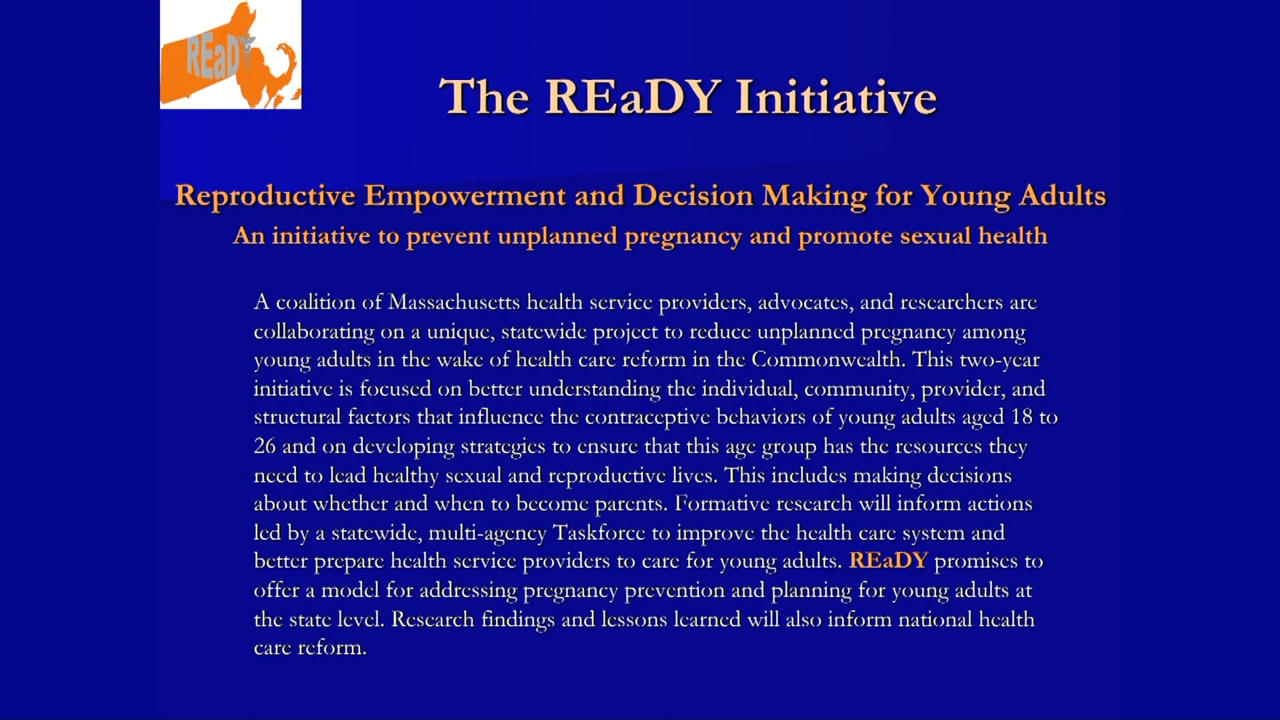 REaDY
The REaDY Initiative
Reproductive Empowerment and Decision Making for Young Adults
An initiative to prevent unplanned pregnancy and promote sexual health
A coalition of Massachusetts health service providers, advocates, and researchers are
collaborating on a unique, statewide project to reduce unplanned pregnancy among
young adults in the wake of health care reform in the Commonwealth. This two-year
initiative is focused on better understanding the individual, community, provider, and
structural factors that influence the contraceptive behaviors of young adults aged 18 to
26 and on developing strategies to ensure that this age group has the resources they
need to lead healthy sexual and reproductive lives. This includes making decisions
about whether and when to become parents. Formative research will inform actions
led by a statewide, multi-agency Taskforce to improve the health care system and
better prepare health service providers to care for young adults. REaDY promises to
offer a model for addressing pregnancy prevention and planning for young adults at
the state level. Research findings and lessons learned will also inform national health
care reform.